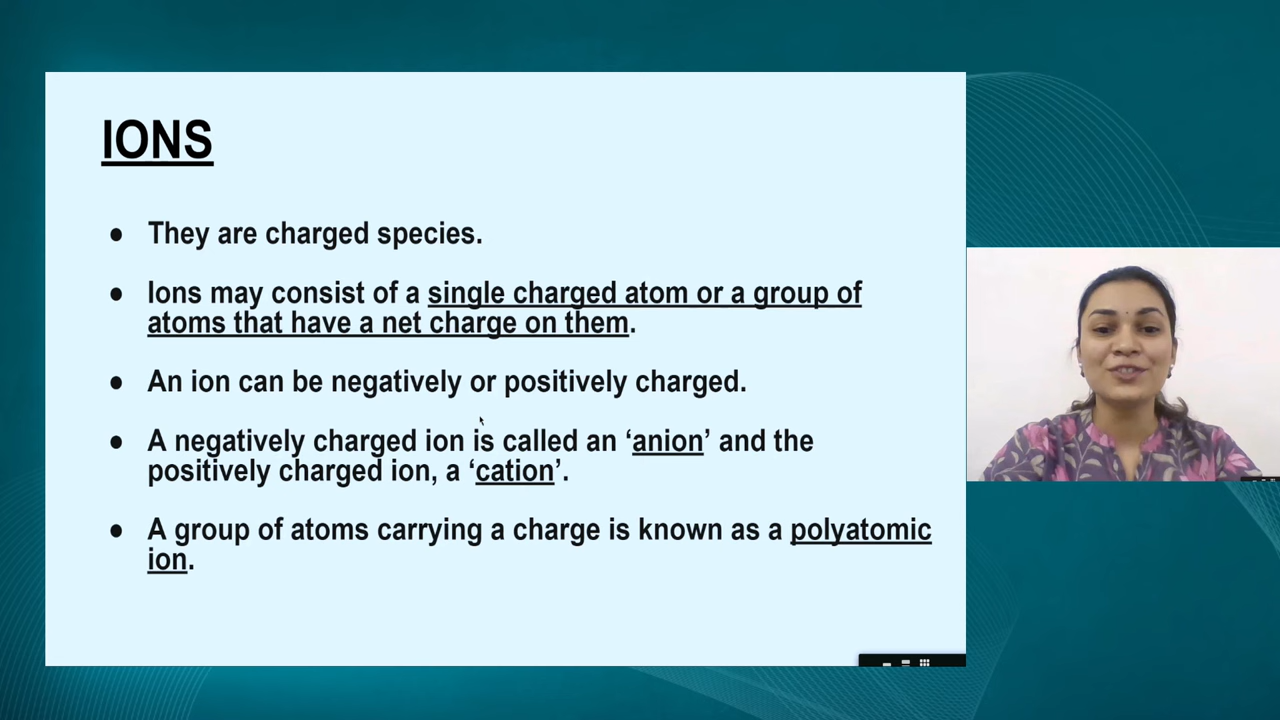 IONS
● They are charged species.
● Ions may consist of a single charged atom or a group of
atoms that have a net charge on them.
● An ion can be negatively or positively charged.
● A negatively charged ion is called an ‘anion’ and the
positively charged ion, a ‘cation’.
● A group of atoms carrying a charge is known as a polyatomic
ion.